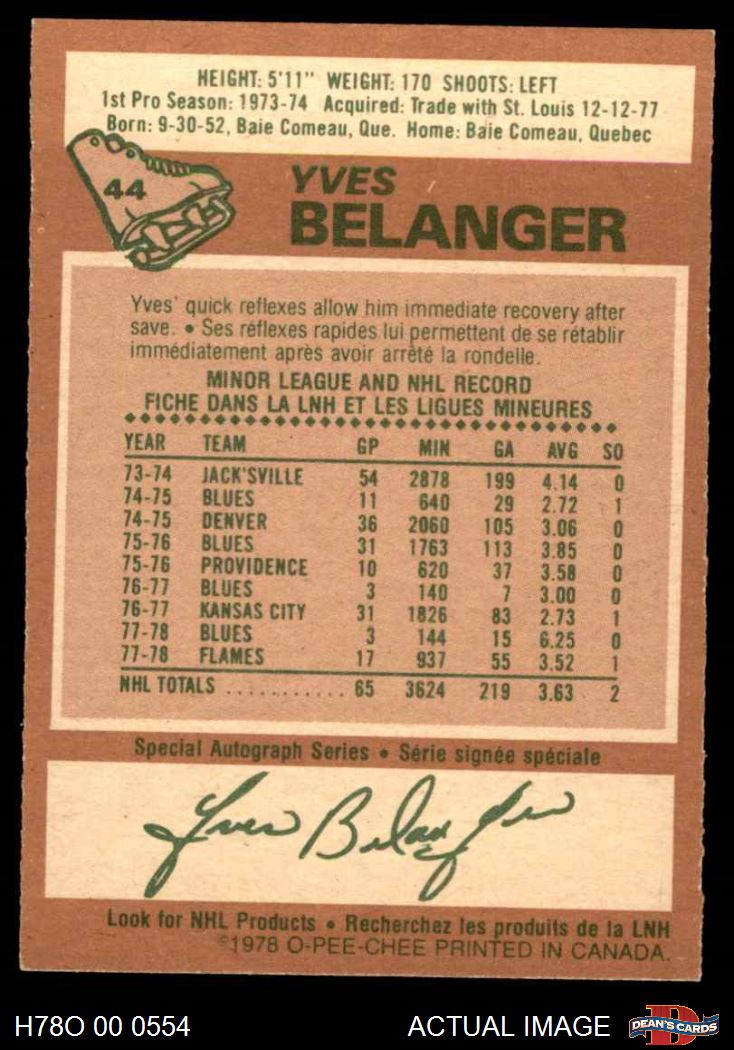 HEIGHT: 5'11" WEIGHT: 170 SHOOTS: LEFT
1st Pro Season: 1973-74 Acquired: Trade with St. Louis 12-12-77
Born: 9-30-52, Baie Comeau, Que. Home: Baie Comeau, Quebec
44
YVES
BELANGER
Yves' quick reflexes allow him immediate recovery after
save. • Ses réflexes rapides lui permettent de se rétablir
immédiatement après avoir arrêté la rondelle.
MINOR LEAGUE AND NHL RECORD
FICHE DANS LA LNH ET LES LIGUES MINEURES
YEAR TEAM GP MIN GA AVG SO
73-74 JACK'SVILLE 54 2878 199 4.14 0
74-75 BLUES 11 640 29 2.72 1
74-75 DENVER 36 2060 105 3.06 0
75-76 BLUES 31 1763 113 3.85 0
75-76 PROVIDENCE 10 620 37 3.58 0
76-77 BLUES 3 140 7 3.00 0
76-77 KANSAS CITY 31 1826 83 2.73 1
77-78 BLUES 3 144 15 6.25 0
77-78 FLAMES 17 937 55 3.52 1
NHL TOTALS ........... 65 3624 219 3.63 2
Special Autograph Series • Série signée spéciale
Yves Belanger
Look for NHL Products • Recherchez les produits de la LNH
©1978 O-PEE-CHEE PRINTED IN CANADA.
H78O 00 0554 ACTUAL IMAGE D DEAN'S CARDS